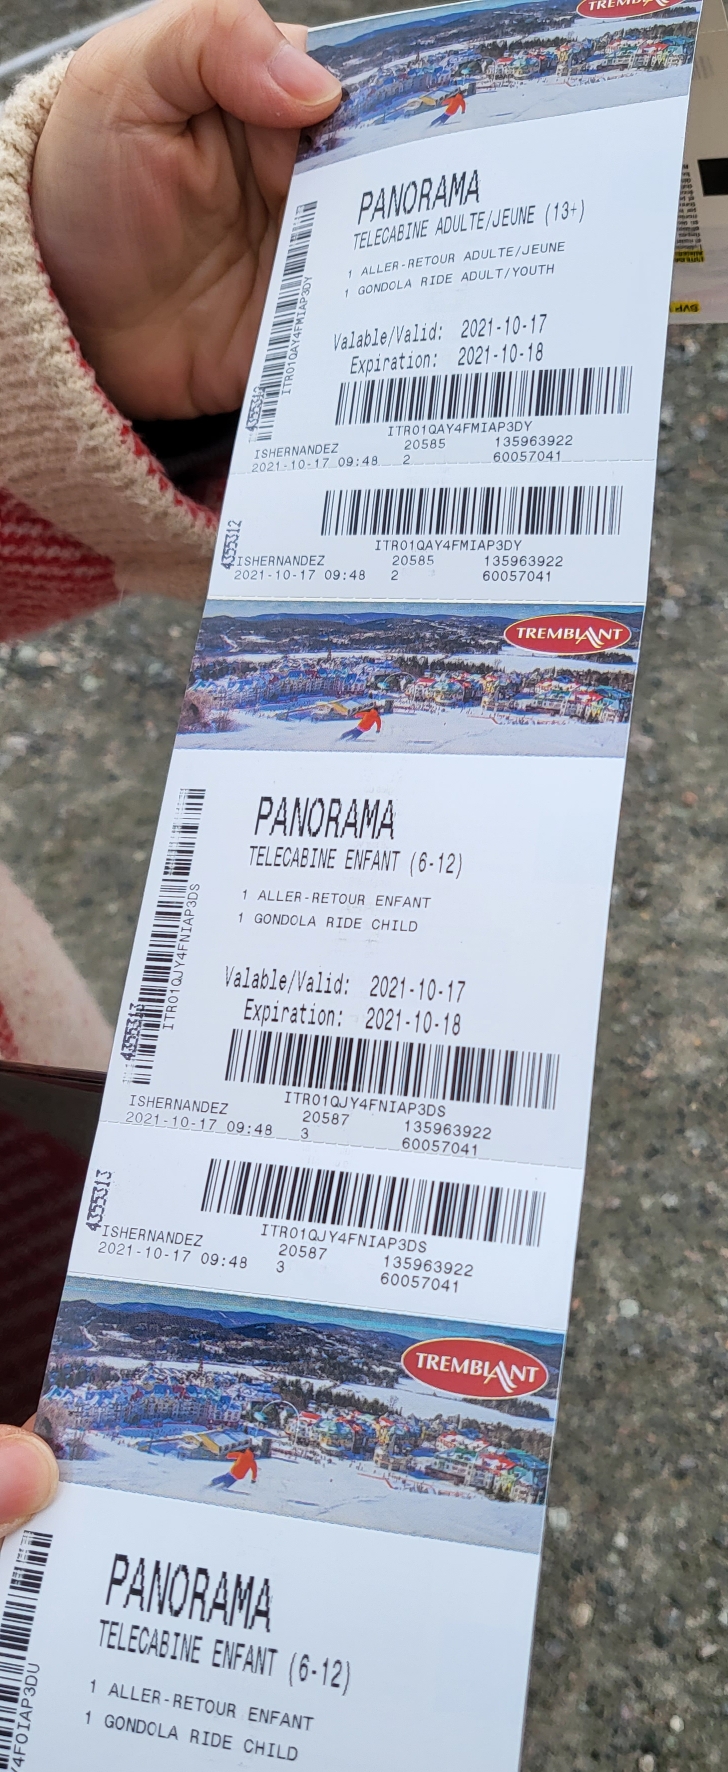 TREMBLANT
PANORAMA
TELECABINE ADULTE/JEUNE (13+)
1 ALLER-RETOUR ADULTE/JEUNE
1 GONDOLA RIDE ADULT/YOUTH
Valable/Valid: 2021-10-17
Expiration: 2021-10-18
ITR01QAY4FMIAP3DY
4355312
ITR01QAY4FMIAP3DY
ISHERNANDEZ 20585 135963922
2021-10-17 09:48 2 60057041
4355312
ITR01QAY4FMIAP3DY
ISHERNANDEZ 20585 135963922
2021-10-17 09:48 2 60057041
TREMBLANT
PANORAMA
TELECABINE ENFANT (6-12)
1 ALLER-RETOUR ENFANT
1 GONDOLA RIDE CHILD
Valable/Valid: 2021-10-17
Expiration: 2021-10-18
ITR01QJY4FNIAP3DS
4355313
ITR01QJY4FNIAP3DS
ISHERNANDEZ 20587 135963922
2021-10-17 09:48 3 60057041
4355313
ITR01QJY4FNIAP3DS
ISHERNANDEZ 20587 135963922
2021-10-17 09:48 3 60057041
TREMBLANT
PANORAMA
TELECABINE ENFANT (6-12)
1 ALLER-RETOUR ENFANT
1 GONDOLA RIDE CHILD
Y4FOIAP3DU
SVP